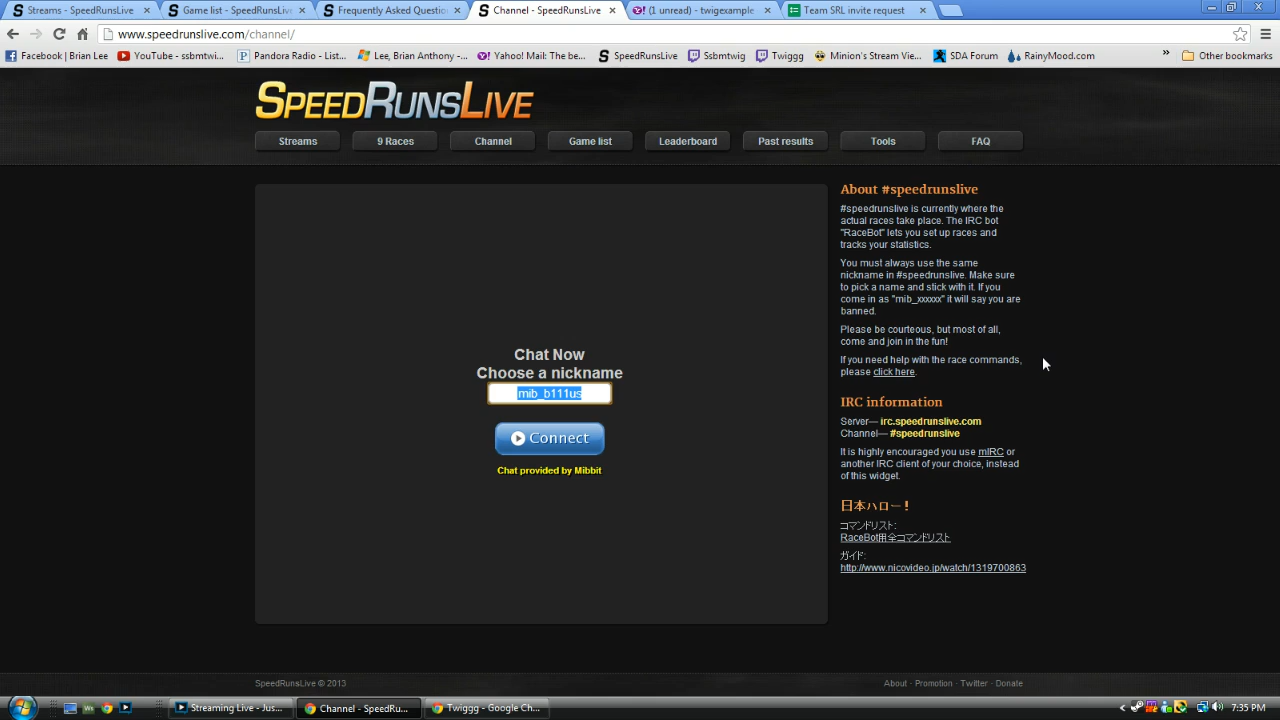 Streams - SpeedRunsLive
Game list - SpeedRunsLive
Frequently Asked Questio
Channel - SpeedRunsLive
(1 unread) - twigexample
Team SRL invite request
www.speedrunslive.com/channel/
Facebook | Brian Lee
YouTube - ssbmtwi...
Pandora Radio - List...
Lee, Brian Anthony -...
Yahoo! Mail: The be...
SpeedRunsLive
Ssbmtwig
Twiggg
Minion's Stream Vie...
SDA Forum
RainyMood.com
»
Other bookmarks
SPEEDRUNSLIVE
Streams
9 Races
Channel
Game list
Leaderboard
Past results
Tools
FAQ
Chat Now
Choose a nickname
mib_b111us
Connect
Chat provided by Mibbit
About #speedrunslive
#speedrunslive is currently where the
actual races take place. The IRC bot
"RaceBot" lets you set up races and
tracks your statistics.
You must always use the same
nickname in #speedrunslive. Make sure
to pick a name and stick with it. If you
come in as "mib_xxxxxx" it will say you are
banned.
Please be courteous, but most of all,
come and join in the fun!
If you need help with the race commands,
please click here.
IRC information
Server— irc.speedrunslive.com
Channel— #speedrunslive
It is highly encouraged you use mIRC or
another IRC client of your choice, instead
of this widget.
日本ハロー!
コマンドリスト:
RaceBot用全コマンドリスト
ガイド:
http://www.nicovideo.jp/watch/1319700863
SpeedRunsLive © 2013
About · Promotion · Twitter · Donate
Streaming Live - Jus...
Channel - SpeedRu...
Twiggg - Google Ch...
7:35 PM